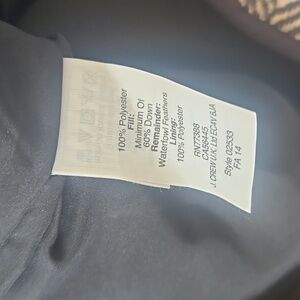 100% Polyester
Fill:
Minimum Of
60% Down
Remainder:
Waterfowl Feathers
Lining:
100% Polyester
RN77388
CA56445
J. CREW U.K. Ltd EC4V 6JA
Style 02533
FA 14